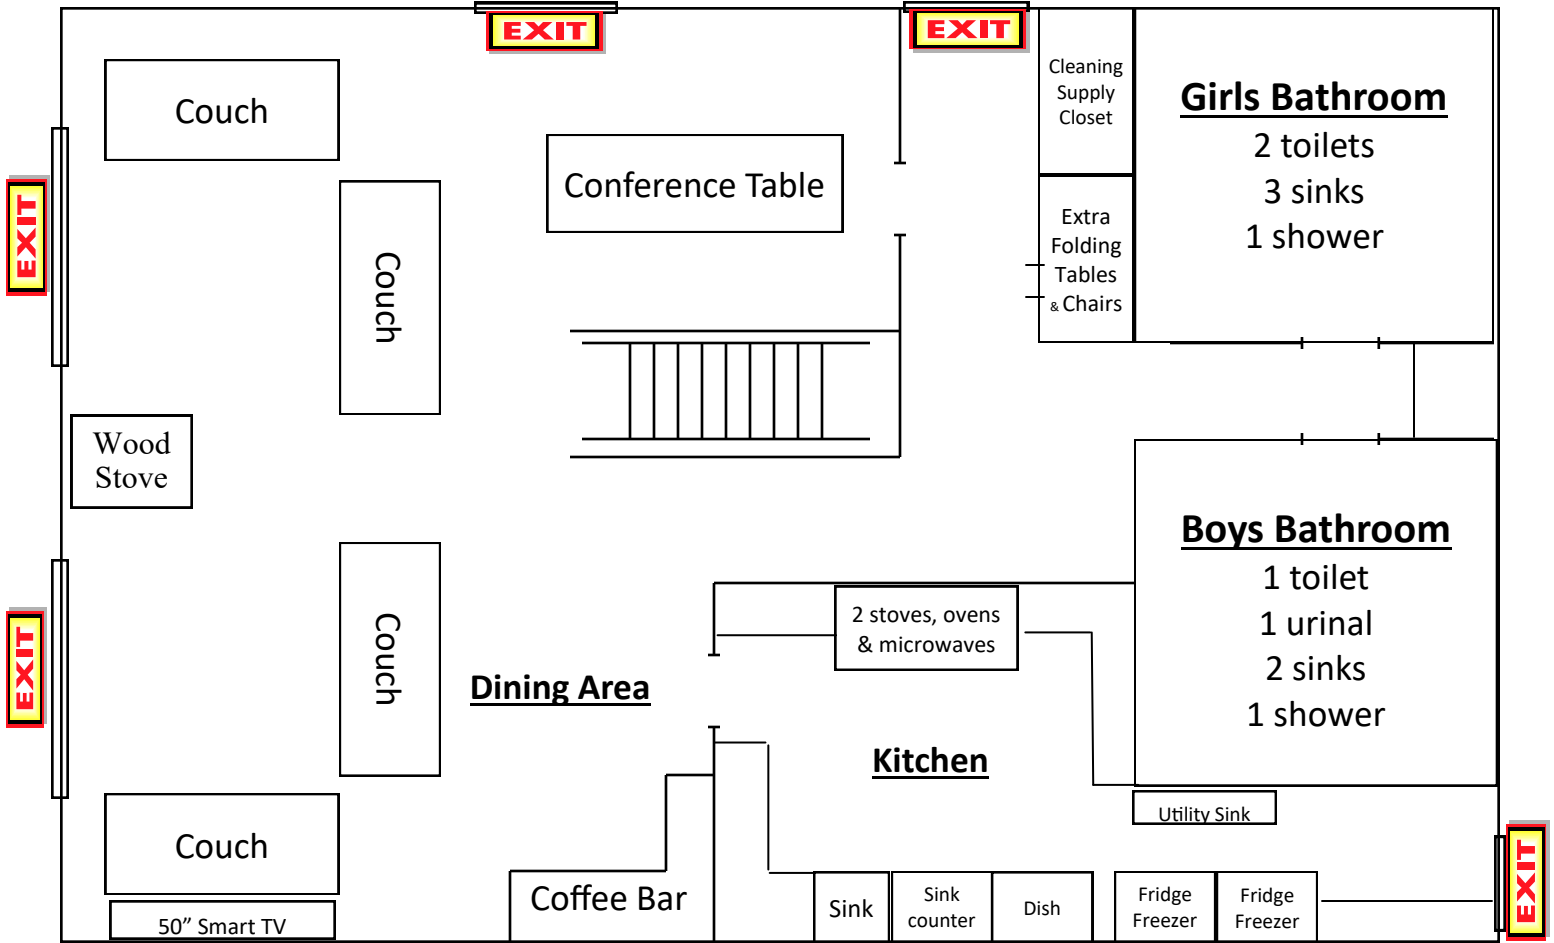 EXIT
EXIT
Couch
Cleaning
Supply
Closet
Girls Bathroom
2 toilets
3 sinks
1 shower
Conference Table
EXIT
Couch
Extra
Folding
Tables
& Chairs
Wood
Stove
Boys Bathroom
1 toilet
1 urinal
2 sinks
1 shower
2 stoves, ovens
& microwaves
EXIT
Couch
Dining Area
Kitchen
Utility Sink
Couch
EXIT
Coffee Bar
Sink
Sink
counter
Dish
Fridge
Freezer
Fridge
Freezer
50” Smart TV